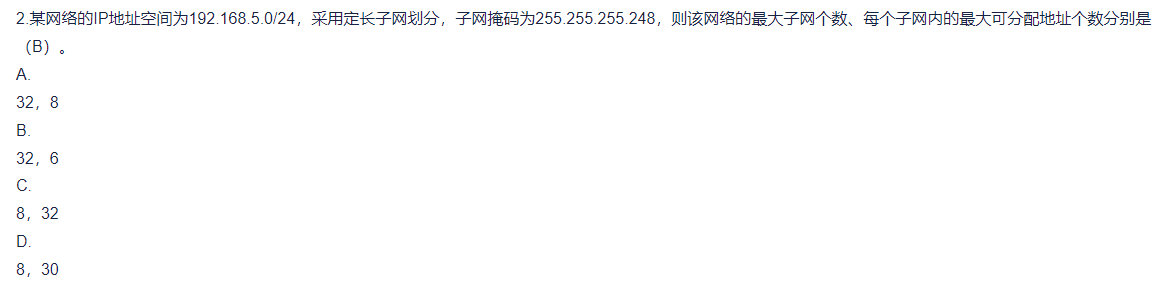 2.某网络的IP地址空间为192.168.5.0/24，采用定长子网划分，子网掩码为255.255.255.248，则该网络的最大子网个数、每个子网内的最大可分配地址个数分别是
（B）。
A.
32，8
B.
32，6
C.
8，32
D.
8，30